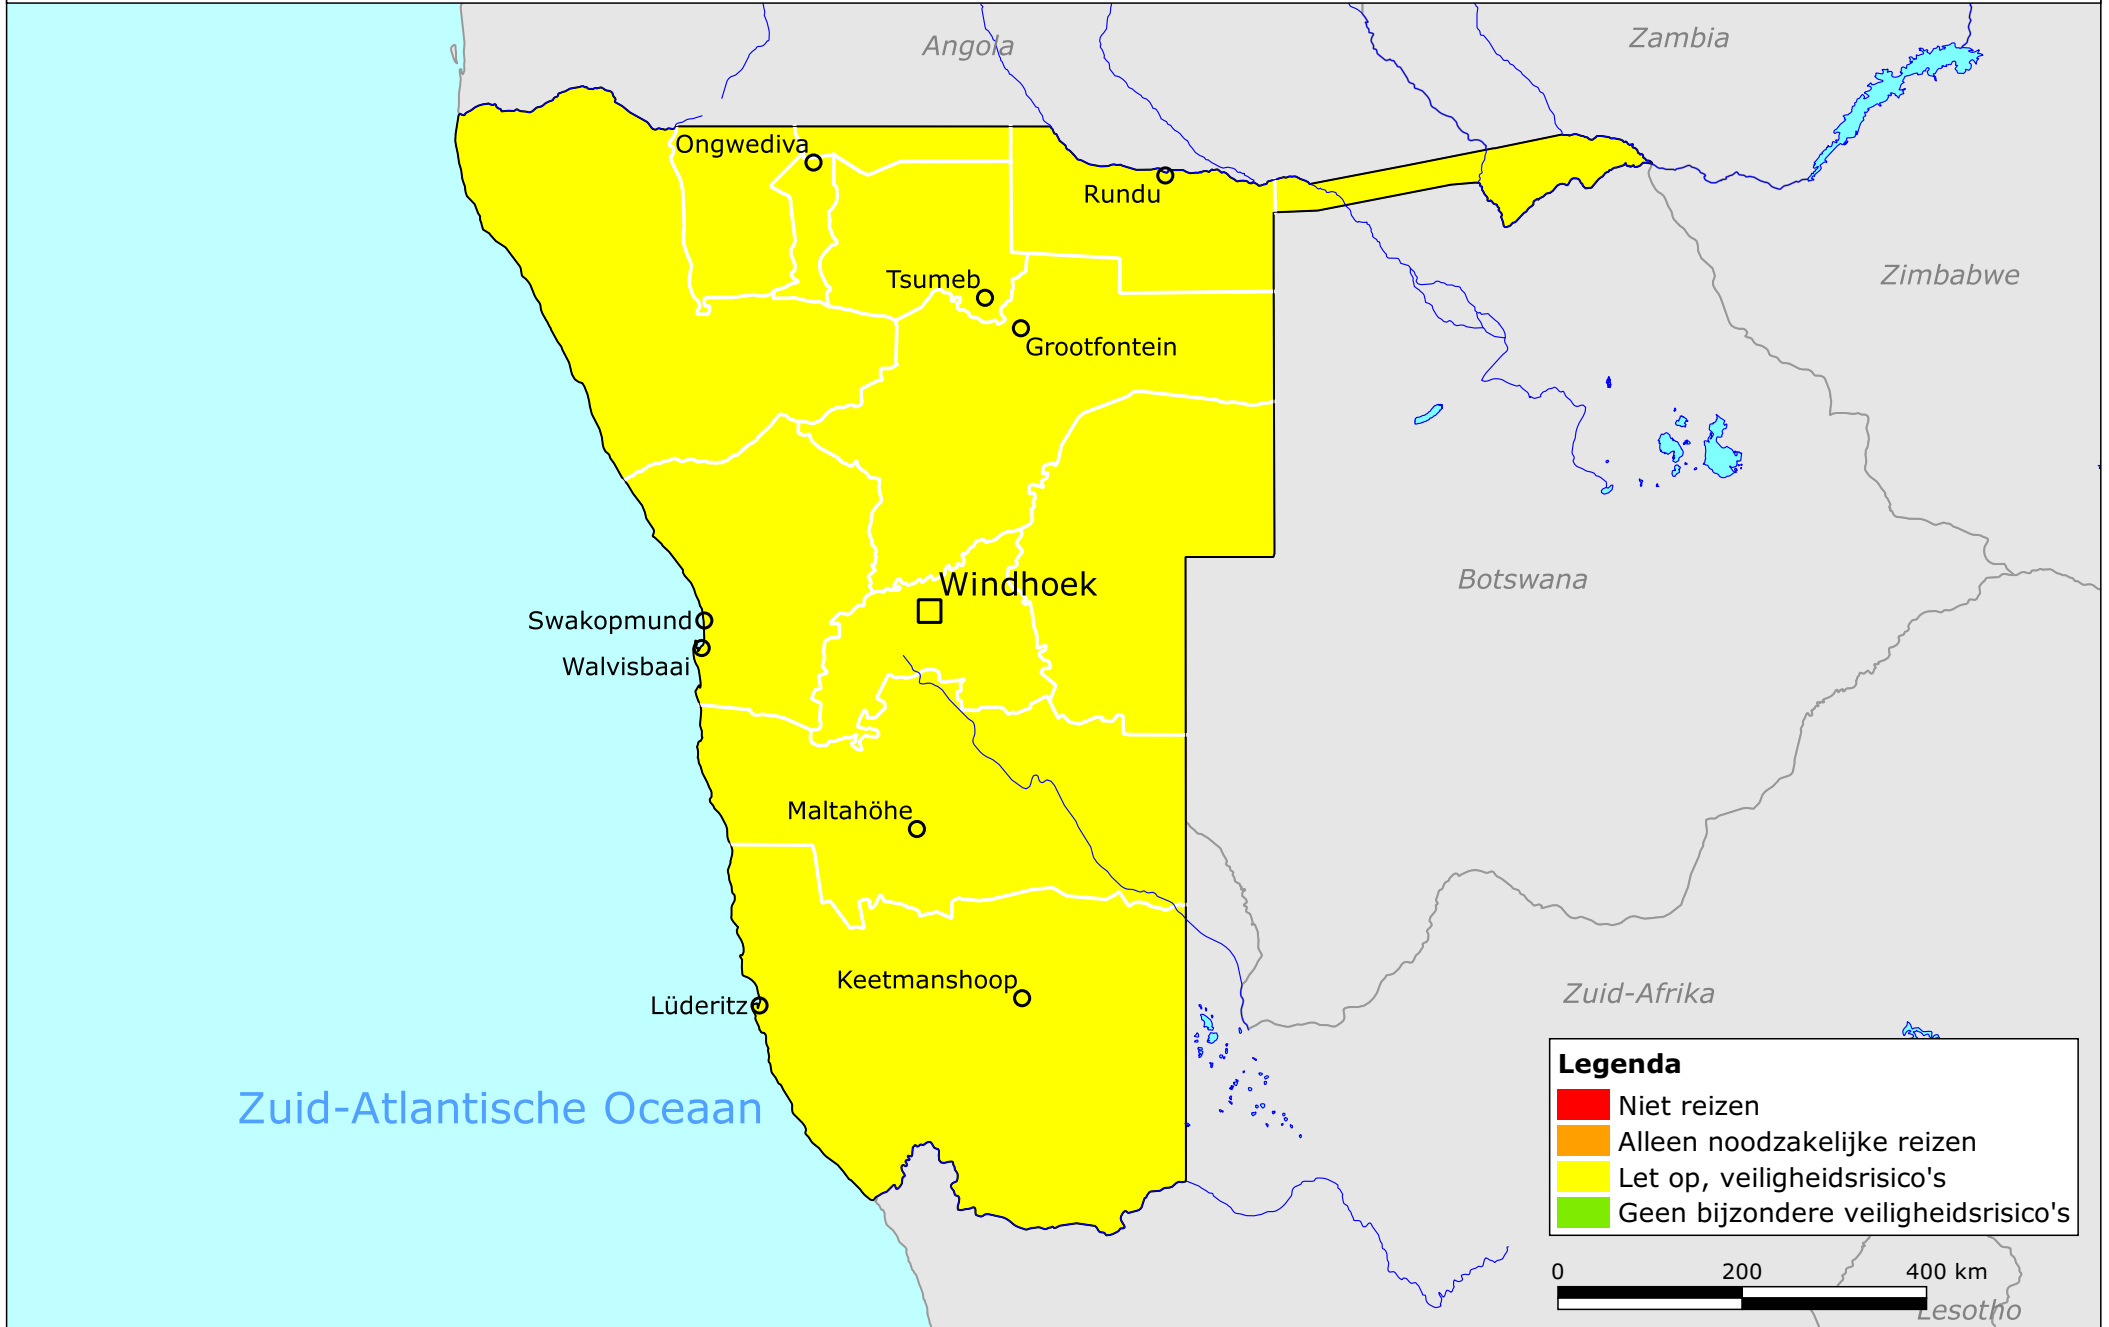 Angola
Zambia
Ongwediva
Rundu
Zimbabwe
Tsumeb
Grootfontein
Botswana
Windhoek
Swakopmund
Walvisbaai
Maltahöhe
Keetmanshoop
Zuid-Afrika
Lüderitz
Zuid-Atlantische Oceaan
Legenda
Niet reizen
Alleen noodzakelijke reizen
Let op, veiligheidsrisico's
Geen bijzondere veiligheidsrisico's
0 200 400 km
Lesotho